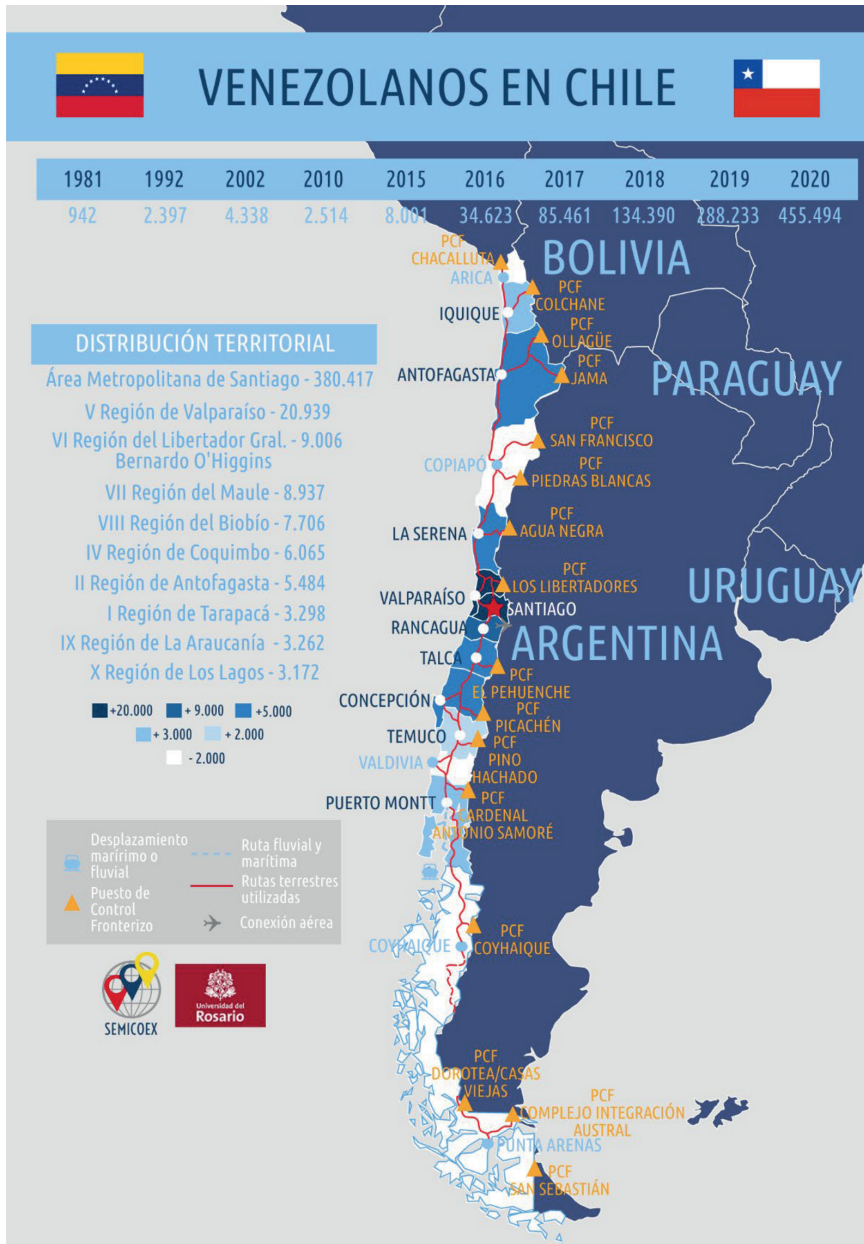 VENEZOLANOS EN CHILE
1981 1992 2002 2010 2015 2016 2017 2018 2019 2020
942 2.397 4.338 2.514 8.001 34.623 85.461 134.390 288.233 455.494
PCF
CHACALLUTA
ARICA
BOLIVIA
PCF
COLCHANE
IQUIQUE
PCF
OLLAGÜE
DISTRIBUCIÓN TERRITORIAL
Área Metropolitana de Santiago - 380.417
V Región de Valparaíso - 20.939
VI Región del Libertador Gral. - 9.006
Bernardo O'Higgins
VII Región del Maule - 8.937
VIII Región del Biobío - 7.706
IV Región de Coquimbo - 6.065
II Región de Antofagasta - 5.484
I Región de Tarapacá - 3.298
IX Región de La Araucanía - 3.262
X Región de Los Lagos - 3.172
+20.000 + 9.000 +5.000
+ 3.000 + 2.000
- 2.000
ANTOFAGASTA
PCF
JAMA
PARAGUAY
PCF
SAN FRANCISCO
COPIAPÓ
PCF
PIEDRAS BLANCAS
LA SERENA
PCF
AGUA NEGRA
PCF
LOS LIBERTADORES
URUGUAY
VALPARAÍSO
SANTIAGO
RANCAGUA
ARGENTINA
TALCA
PCF
EL PEHUENCHE
CONCEPCIÓN
PCF
PICACHÉN
TEMUCO
PCF
PINO
HACHADO
VALDIVIA
PUERTO MONTT
PCF
CARDENAL
ANTONIO SAMORÉ
Desplazamiento
marírimo o
fluvial
Puesto de
Control
Fronterizo
Ruta fluvial y
marítima
Rutas terrestres
utilizadas
Conexión aérea
PCF
COYHAIQUE
COYHAIQUE
SEMICOEX
Universidad del
Rosario
PCF
DOROTEA/CASAS
VIEJAS
PCF
COMPLEJO INTEGRACIÓN
AUSTRAL
PUNTA ARENAS
PCF
SAN SEBASTIÁN